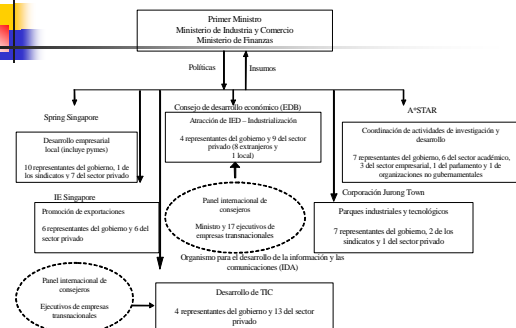 Primer Ministro
Ministerio de Industria y Comercio
Ministerio de Finanzas
Políticas
Insumos
Spring Singapore
Desarrollo empresarial
local (incluye pymes)
10 representantes del gobierno, 1 de
los sindicatos y 7 del sector privado
Consejo de desarrollo económico (EDB)
Atracción de IED – Industrialización
4 representantes del gobierno y 9 del sector
privado (8 extranjeros y
1 local)
A*STAR
Coordinación de actividades de investigación y
desarrollo
7 representantes del gobierno, 6 del sector académico,
3 del sector empresarial, 1 del parlamento y 1 de
organizaciones no gubernamentales
IE Singapore
Promoción de exportaciones
6 representantes del gobierno y 6 del
sector privado
Panel internacional de
consejeros
Ministro y 17 ejecutivos de
empresas transnacionales
Corporación Jurong Town
Parques industriales y tecnológicos
7 representantes del gobierno, 2 de los
sindicatos y 1 del sector privado
Organismo para el desarrollo de la información y las
comunicaciones (IDA)
Panel internacional de
consejeros
Ejecutivos de empresas
transnacionales
Desarrollo de TIC
4 representantes del gobierno y 13 del sector
privado